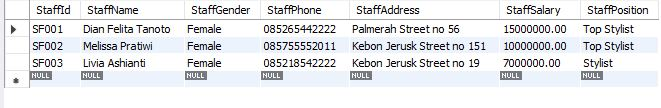 StaffId StaffName StaffGender StaffPhone StaffAddress StaffSalary StaffPosition
SF001 Dian Felita Tanoto Female 085265442222 Palmerah Street no 56 15000000.00 Top Stylist
SF002 Melissa Pratiwi Female 085755552011 Kebon Jerusk Street no 151 10000000.00 Top Stylist
SF003 Livia Ashianti Female 085218542222 Kebon Jerusk Street no 19 7000000.00 Stylist
NULL NULL NULL NULL NULL NULL NULL